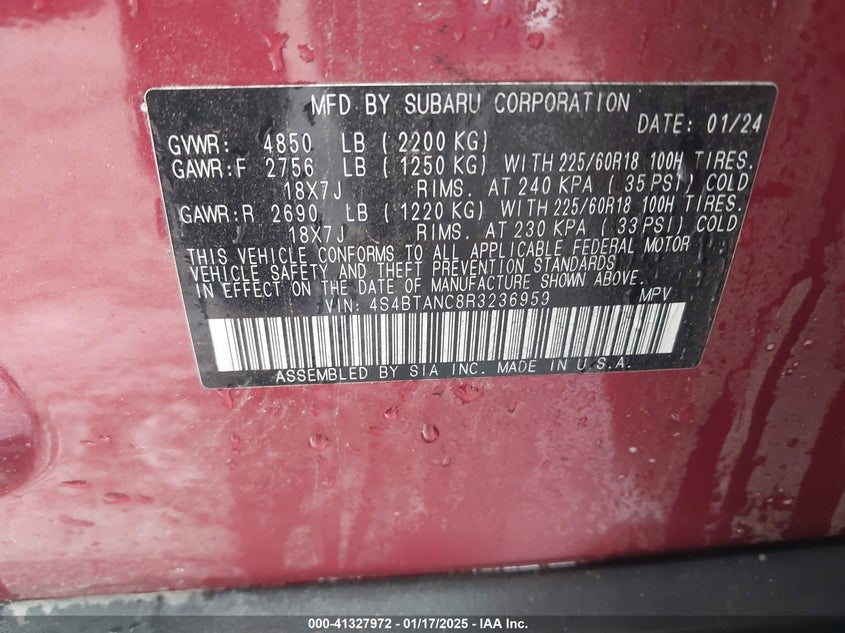 MFD BY SUBARU CORPORATION
DATE: 01/24
GVWR: 4850 LB (2200 KG)
GAWR:F 2756 LB (1250 KG) WITH 225/60R18 100H TIRES.
18X7J RIMS. AT 240 KPA (35 PSI) COLD
GAWR:R 2690 LB (1220 KG) WITH 225/60R18 100H TIRES.
18X7J RIMS. AT 230 KPA (33 PSI) COLD
THIS VEHICLE CONFORMS TO ALL APPLICABLE FEDERAL MOTOR
VEHICLE SAFETY AND THEFT PREVENTION STANDARDS
IN EFFECT ON THE DATE OF MANUFACTURE SHOWN ABOVE.
VIN: 4S4BTANC8R3236959 MPV
ASSEMBLED BY SIA INC. MADE IN U.S.A.
000-41327972 - 01/17/2025 - IAA Inc.